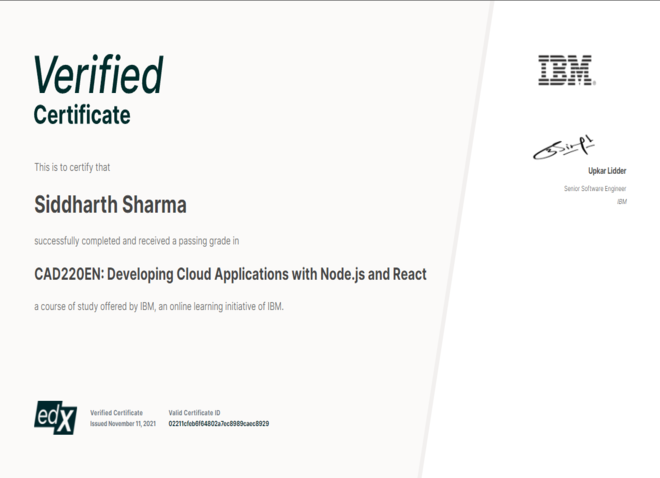 Verified
Certificate
This is to certify that
Siddharth Sharma
successfully completed and received a passing grade in
CAD220EN: Developing Cloud Applications with Node.js and React
a course of study offered by IBM, an online learning initiative of IBM.
IBM
Upkar Lidder
Senior Software Engineer
IBM
edX
Verified Certificate
Issued November 11, 2021
Valid Certificate ID